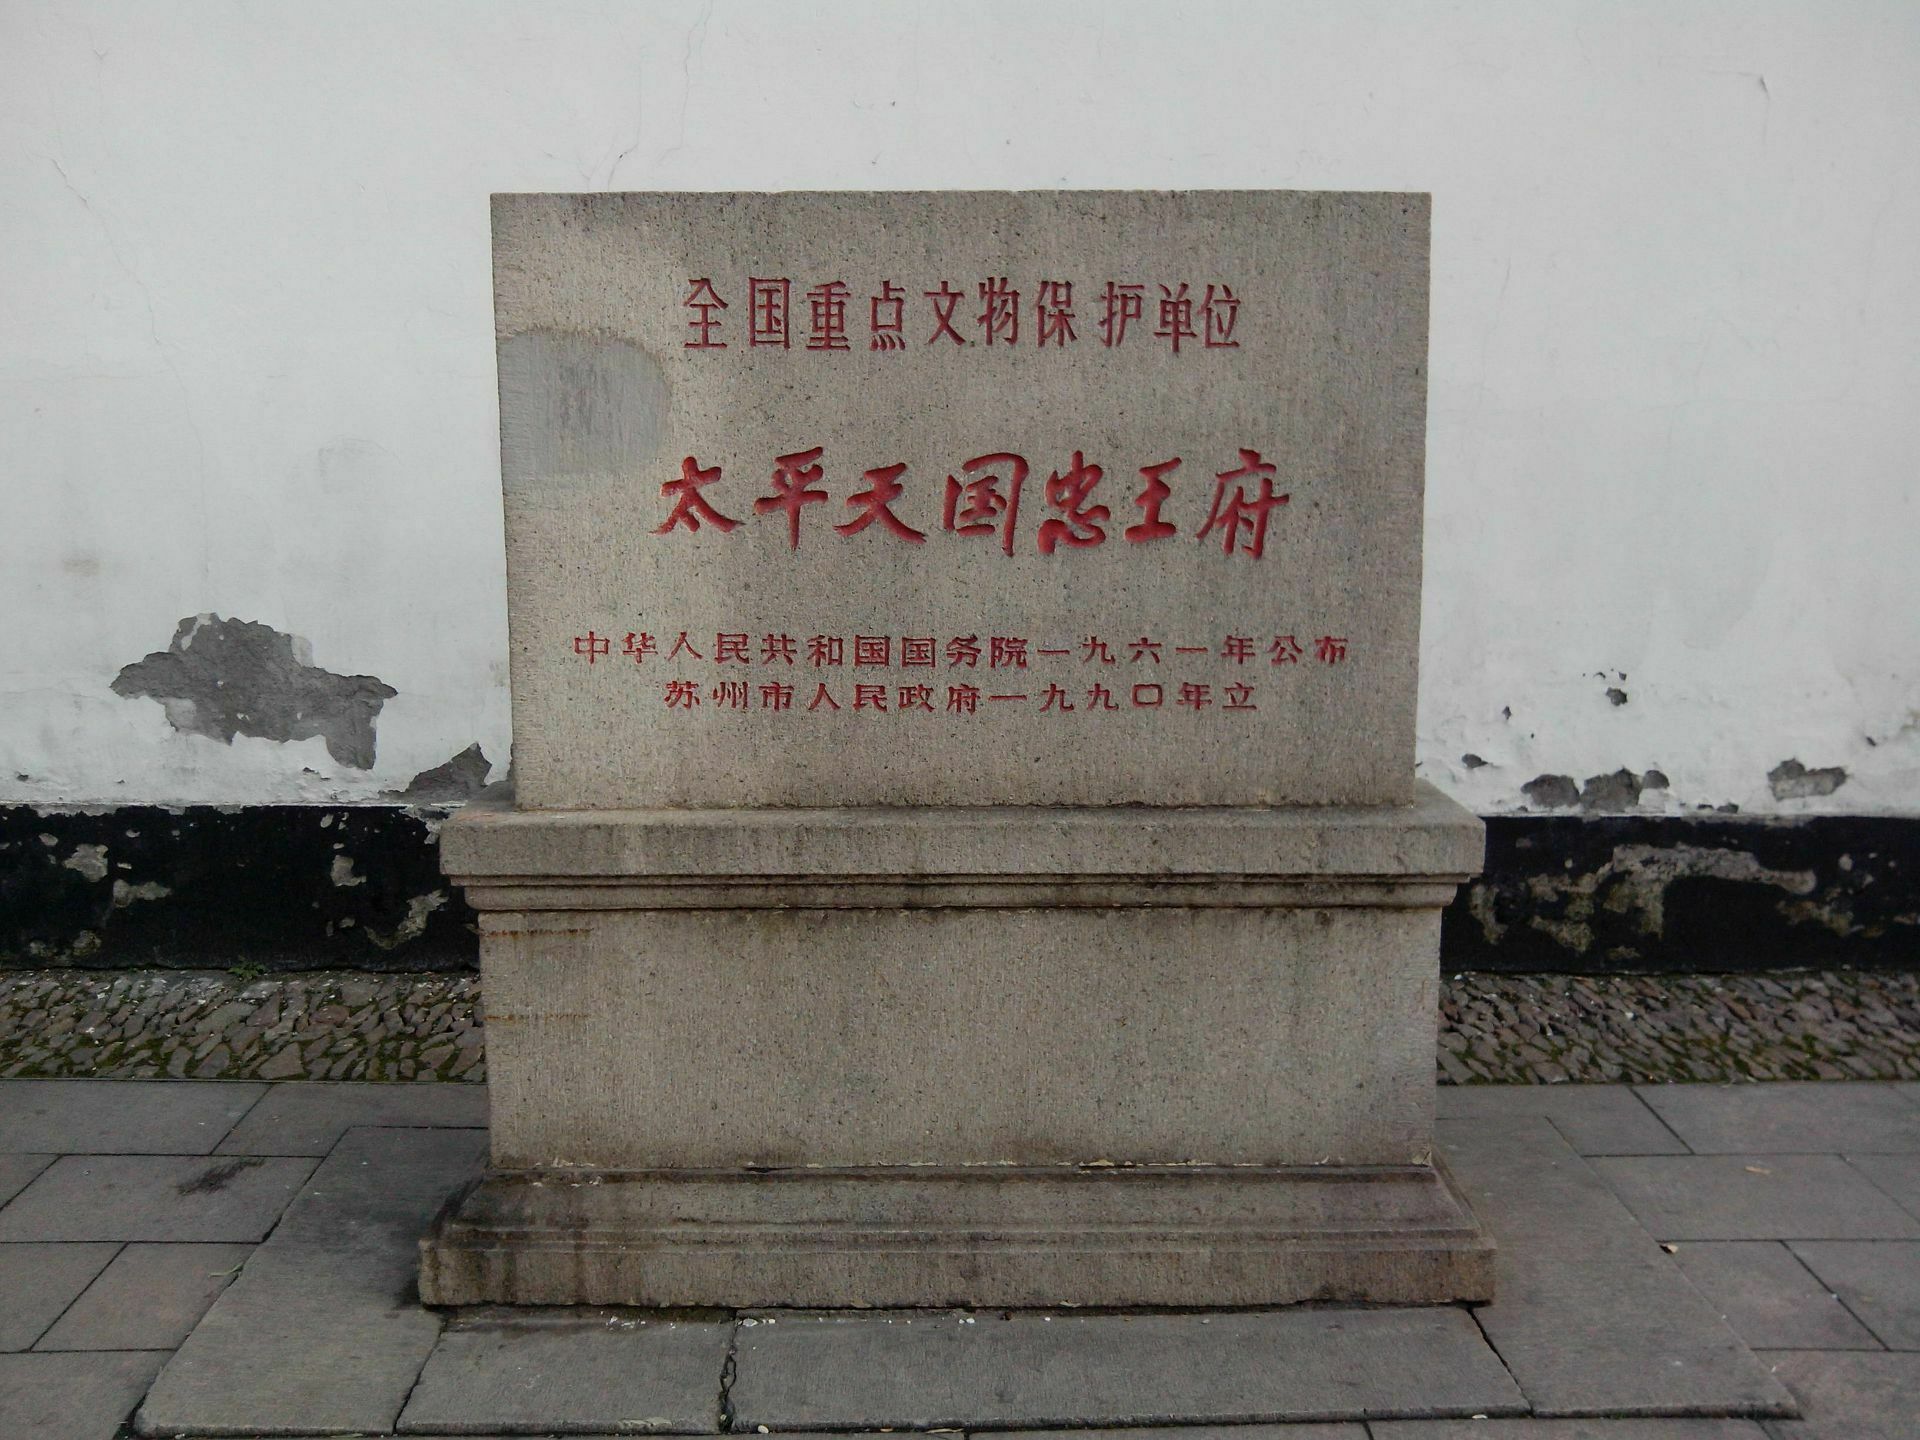 全国重点文物保护单位
太平天国忠王府
中华人民共和国国务院一九六一年公布
苏州市人民政府一九九〇年立